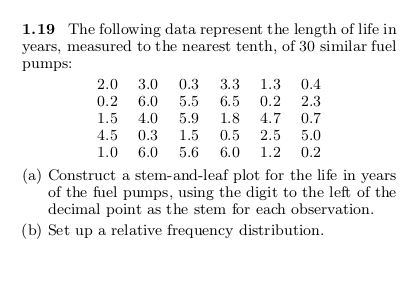 1.19 The following data represent the length of life in
years, measured to the nearest tenth, of 30 similar fuel
pumps:
2.0 3.0 0.3 3.3 1.3 0.4
0.2 6.0 5.5 6.5 0.2 2.3
1.5 4.0 5.9 1.8 4.7 0.7
4.5 0.3 1.5 0.5 2.5 5.0
1.0 6.0 5.6 6.0 1.2 0.2
(a) Construct a stem-and-leaf plot for the life in years
of the fuel pumps, using the digit to the left of the
decimal point as the stem for each observation.
(b) Set up a relative frequency distribution.